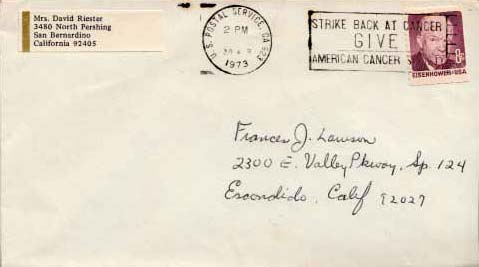 Mrs. David Riester
3480 North Pershing
San Bernardino
California 92405
U.S. POSTAL SERVICE, CA 923
2 PM
1973
STRIKE BACK AT CANCER
GIVE
AMERICAN CANCER
8¢
EISENHOWER·USA
Frances J. Lawson
2300 E. Valley Pkway, Sp. 124
Escondido, Calif 92027